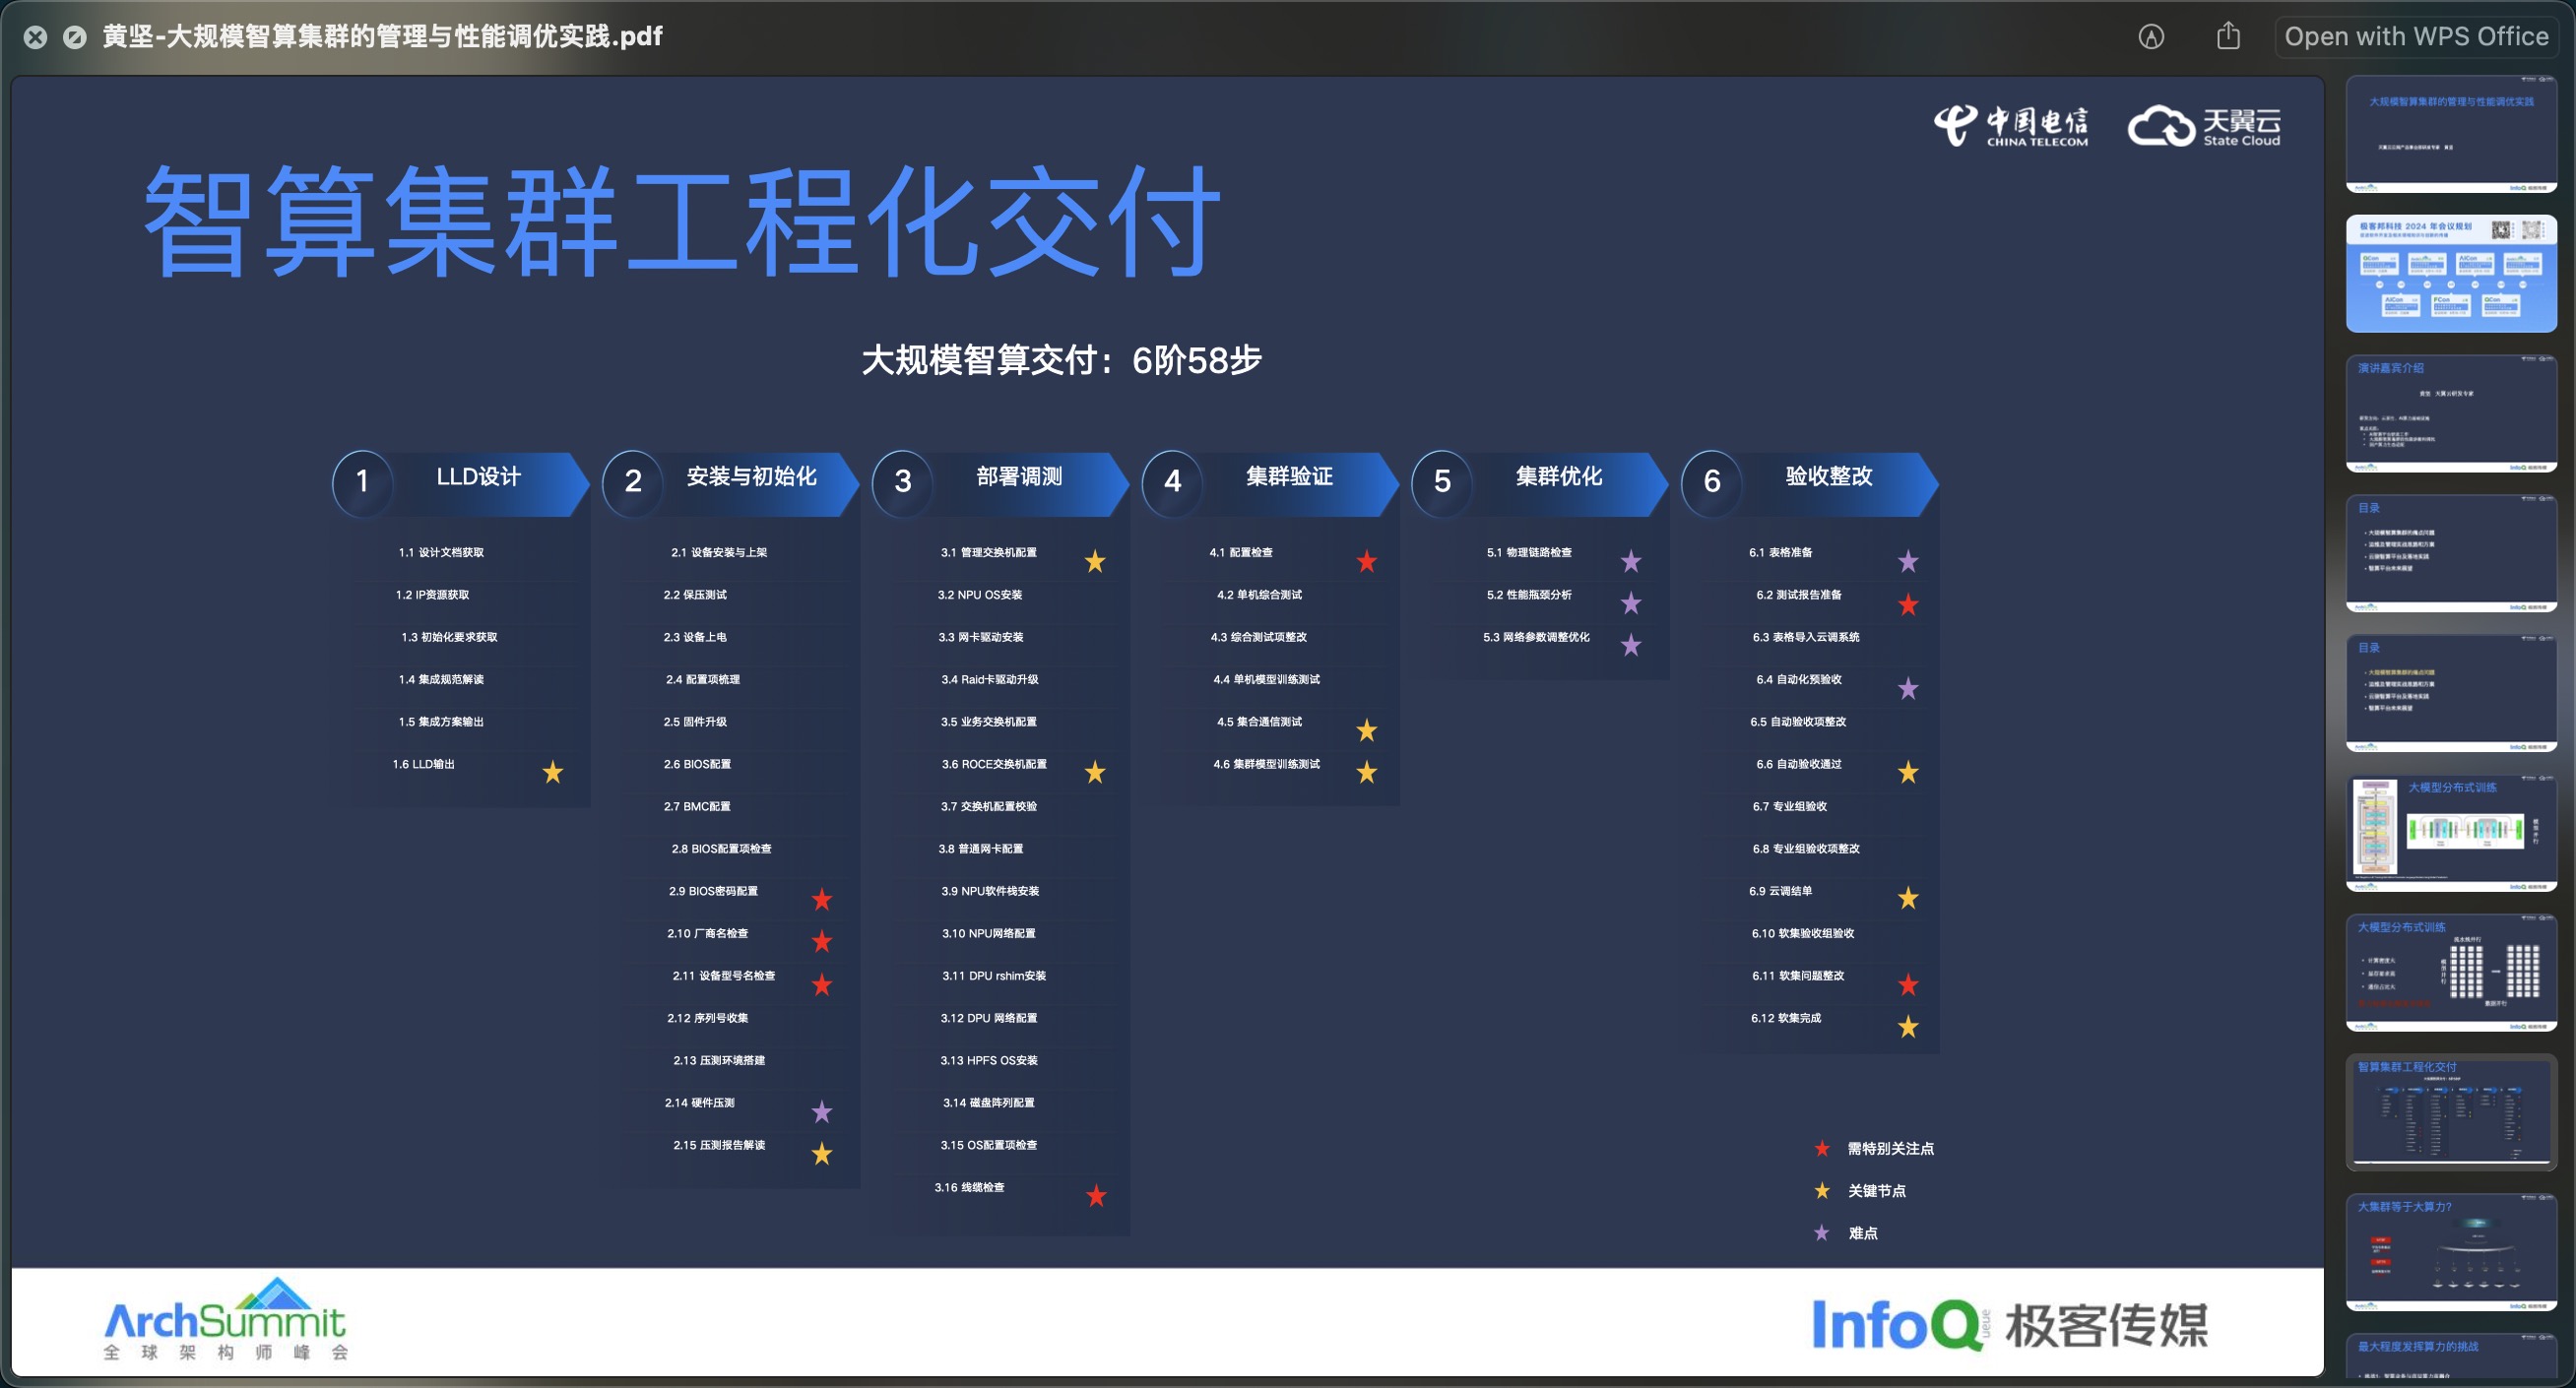 黄坚-大规模智算集群的管理与性能调优实践.pdf
Open with WPS Office
中国电信
CHINA TELECOM
天翼云
State Cloud
智算集群工程化交付
大规模智算交付：6阶58步
1 LLD设计
1.1 设计文档获取
1.2 IP资源获取
1.3 初始化要求获取
1.4 集成规范解读
1.5 集成方案输出
1.6 LLD输出
2 安装与初始化
2.1 设备安装与上架
2.2 保压测试
2.3 设备上电
2.4 配置项梳理
2.5 固件升级
2.6 BIOS配置
2.7 BMC配置
2.8 BIOS配置项检查
2.9 BIOS密码配置
2.10 厂商名检查
2.11 设备型号名检查
2.12 序列号收集
2.13 压测环境搭建
2.14 硬件压测
2.15 压测报告解读
3 部署调测
3.1 管理交换机配置
3.2 NPU OS安装
3.3 网卡驱动安装
3.4 Raid卡驱动升级
3.5 业务交换机配置
3.6 ROCE交换机配置
3.7 交换机配置校验
3.8 普通网卡配置
3.9 NPU软件栈安装
3.10 NPU网络配置
3.11 DPU rshim安装
3.12 DPU 网络配置
3.13 HPFS OS安装
3.14 磁盘阵列配置
3.15 OS配置项检查
3.16 线缆检查
4 集群验证
4.1 配置检查
4.2 单机综合测试
4.3 综合测试项整改
4.4 单机模型训练测试
4.5 集合通信测试
4.6 集群模型训练测试
5 集群优化
5.1 物理链路检查
5.2 性能瓶颈分析
5.3 网络参数调整优化
6 验收整改
6.1 表格准备
6.2 测试报告准备
6.3 表格导入云调系统
6.4 自动化预验收
6.5 自动验收项整改
6.6 自动验收通过
6.7 专业组验收
6.8 专业组验收项整改
6.9 云调结单
6.10 软集验收组验收
6.11 软集问题整改
6.12 软集完成
需特别关注点
关键节点
难点
ArchSummit
全球架构师峰会
InfoQ 极客传媒
大规模智算集群的管理与性能调优实践
极客邦科技 2024 年会议规划
演讲嘉宾介绍
黄坚 天翼云研发专家
目录
目录
大模型分布式训练
大模型分布式训练
智算集群工程化交付
大集群等于大算力?
最大程度发挥算力的挑战